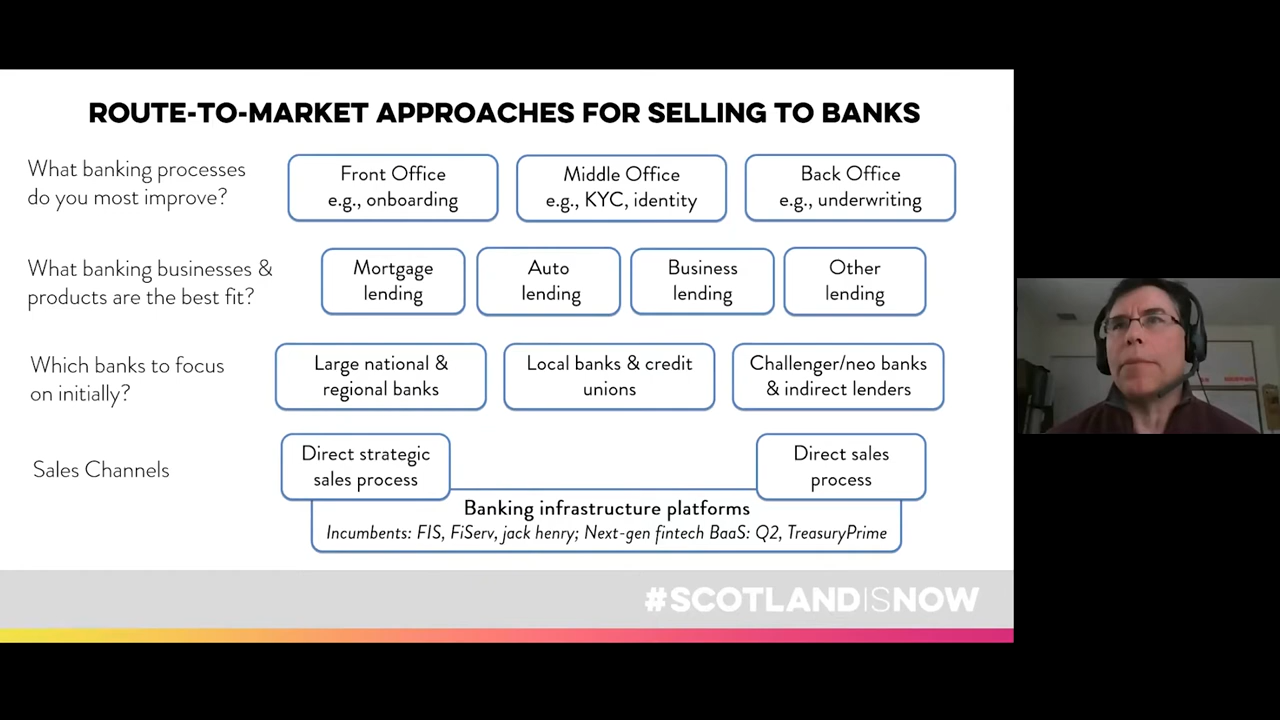 ROUTE-TO-MARKET APPROACHES FOR SELLING TO BANKS
What banking processes
do you most improve?
Front Office
e.g., onboarding
Middle Office
e.g., KYC, identity
Back Office
e.g., underwriting
What banking businesses &
products are the best fit?
Mortgage
lending
Auto
lending
Business
lending
Other
lending
Which banks to focus
on initially?
Large national &
regional banks
Local banks & credit
unions
Challenger/neo banks
& indirect lenders
Sales Channels
Direct strategic
sales process
Direct sales
process
Banking infrastructure platforms
Incumbents: FIS, FiServ, jack henry; Next-gen fintech BaaS: Q2, TreasuryPrime
#SCOTLANDISNOW